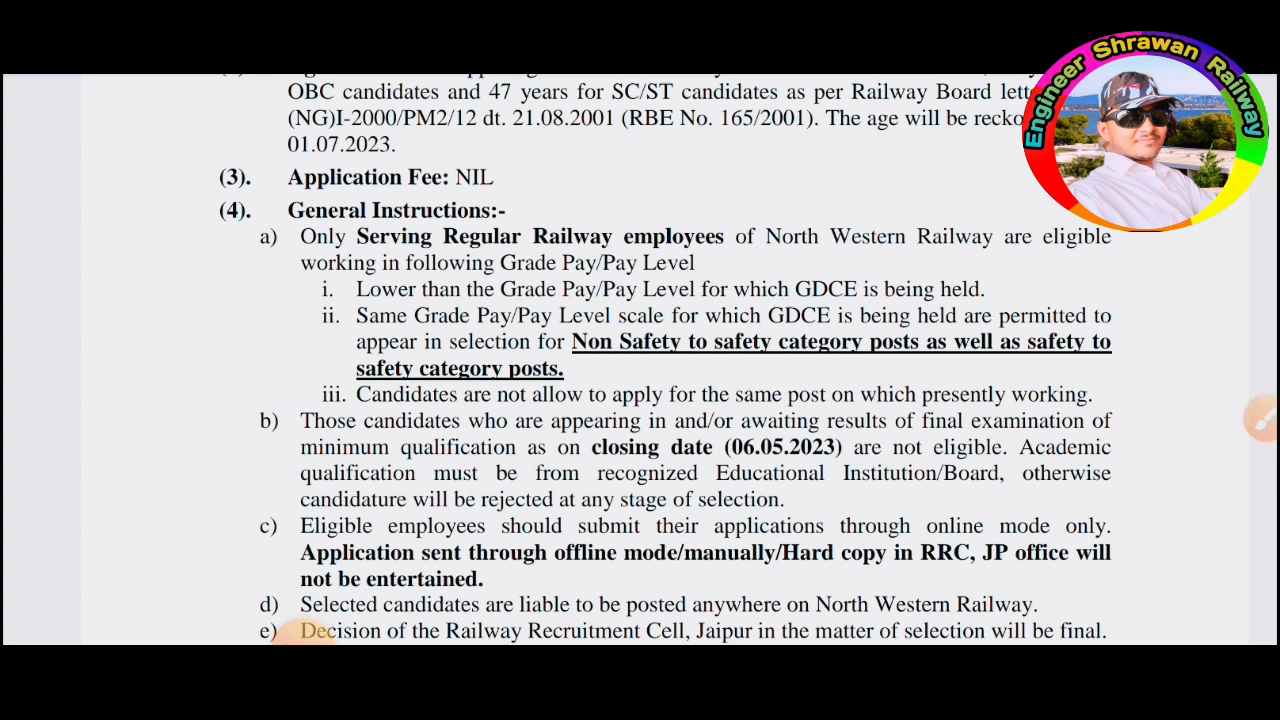 OBC candidates and 47 years for SC/ST candidates as per Railway Board
(NG)I-2000/PM2/12 dt. 21.08.2001 (RBE No. 165/2001). The age will be
01.07.2023.
(3). Application Fee: NIL
(4). General Instructions:-
a) Only Serving Regular Railway employees of North Western Railway are eligible
working in following Grade Pay/Pay Level
i. Lower than the Grade Pay/Pay Level for which GDCE is being held.
ii. Same Grade Pay/Pay Level scale for which GDCE is being held are permitted to
appear in selection for Non Safety to safety category posts as well as safety to
safety category posts.
iii. Candidates are not allow to apply for the same post on which presently working.
b) Those candidates who are appearing in and/or awaiting results of final examination of
minimum qualification as on closing date (06.05.2023) are not eligible. Academic
qualification must be from recognized Educational Institution/Board, otherwise
candidature will be rejected at any stage of selection.
c) Eligible employees should submit their applications through online mode only.
Application sent through offline mode/manually/Hard copy in RRC, JP office will
not be entertained.
d) Selected candidates are liable to be posted anywhere on North Western Railway.
e) Decision of the Railway Recruitment Cell, Jaipur in the matter of selection will be final.
Engineer Shrawan Railway